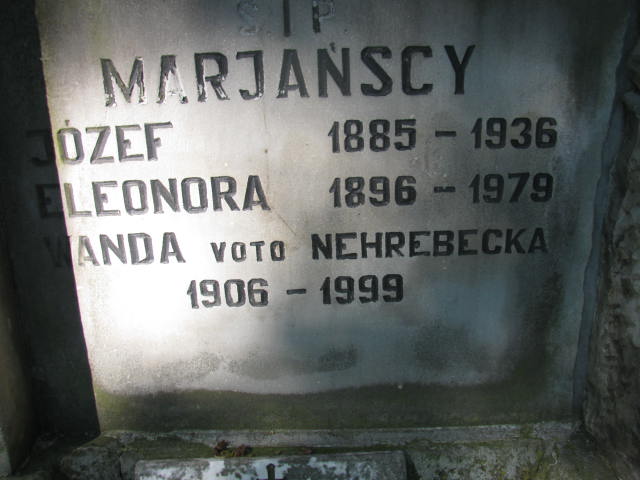 Ś†P
MARJAŃSCY
JÓZEF 1885 - 1936
ELEONORA 1896 - 1979
WANDA VOTO NEHREBECKA
1906 - 1999